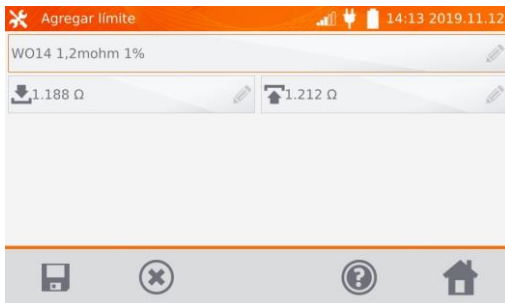 Agregar límite 14:13 2019.11.12
WO14 1,2mohm 1%
1.188 Ω 1.212 Ω